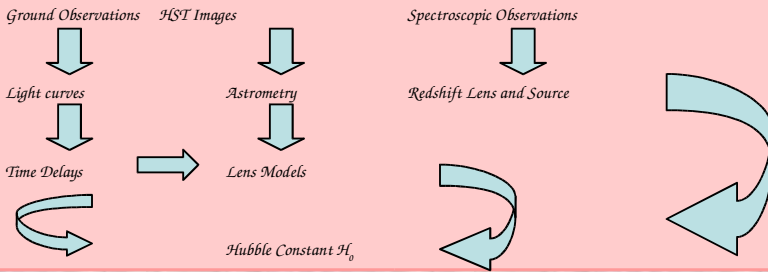 Ground Observations HST Images Spectroscopic Observations
Light curves Astrometry Redshift Lens and Source
Time Delays Lens Models
Hubble Constant H₀